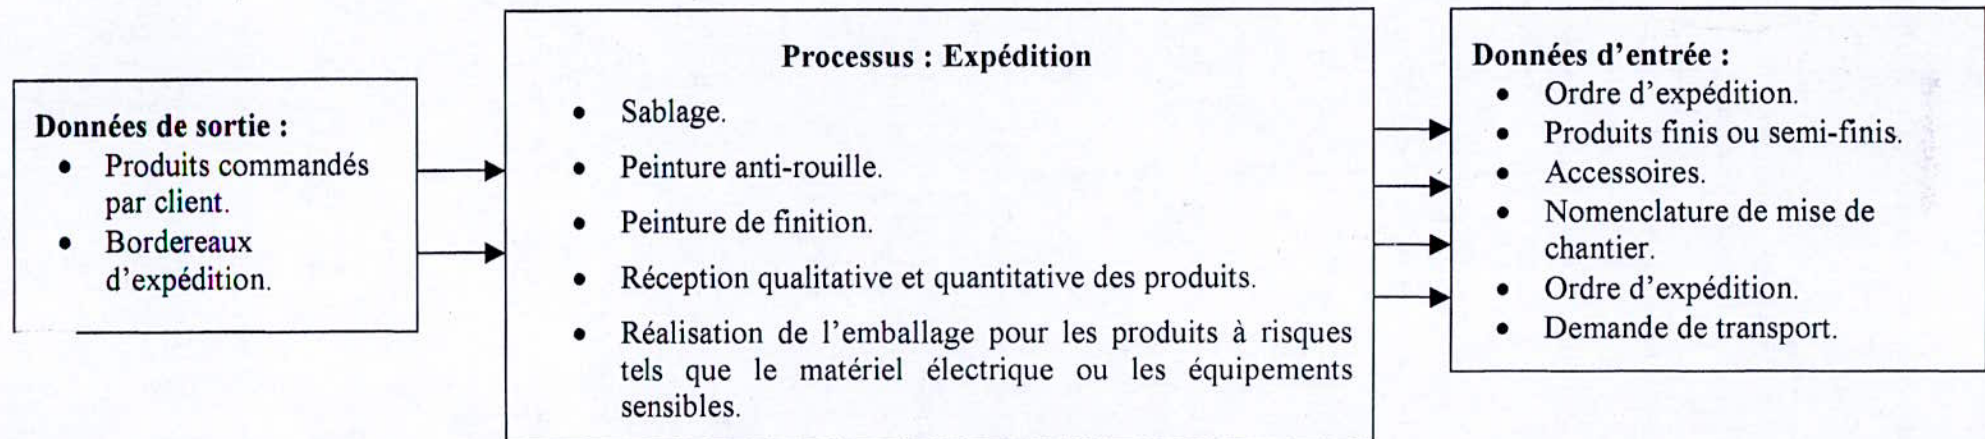 Données de sortie :
• Produits commandés
par client.
• Bordereaux
d'expédition.
Processus : Expédition
• Sablage.
• Peinture anti-rouille.
• Peinture de finition.
• Réception qualitative et quantitative des produits.
• Réalisation de l'emballage pour les produits à risques
tels que le matériel électrique ou les équipements
sensibles.
Données d'entrée :
• Ordre d'expédition.
• Produits finis ou semi-finis.
• Accessoires.
• Nomenclature de mise de
chantier.
• Ordre d'expédition.
• Demande de transport.